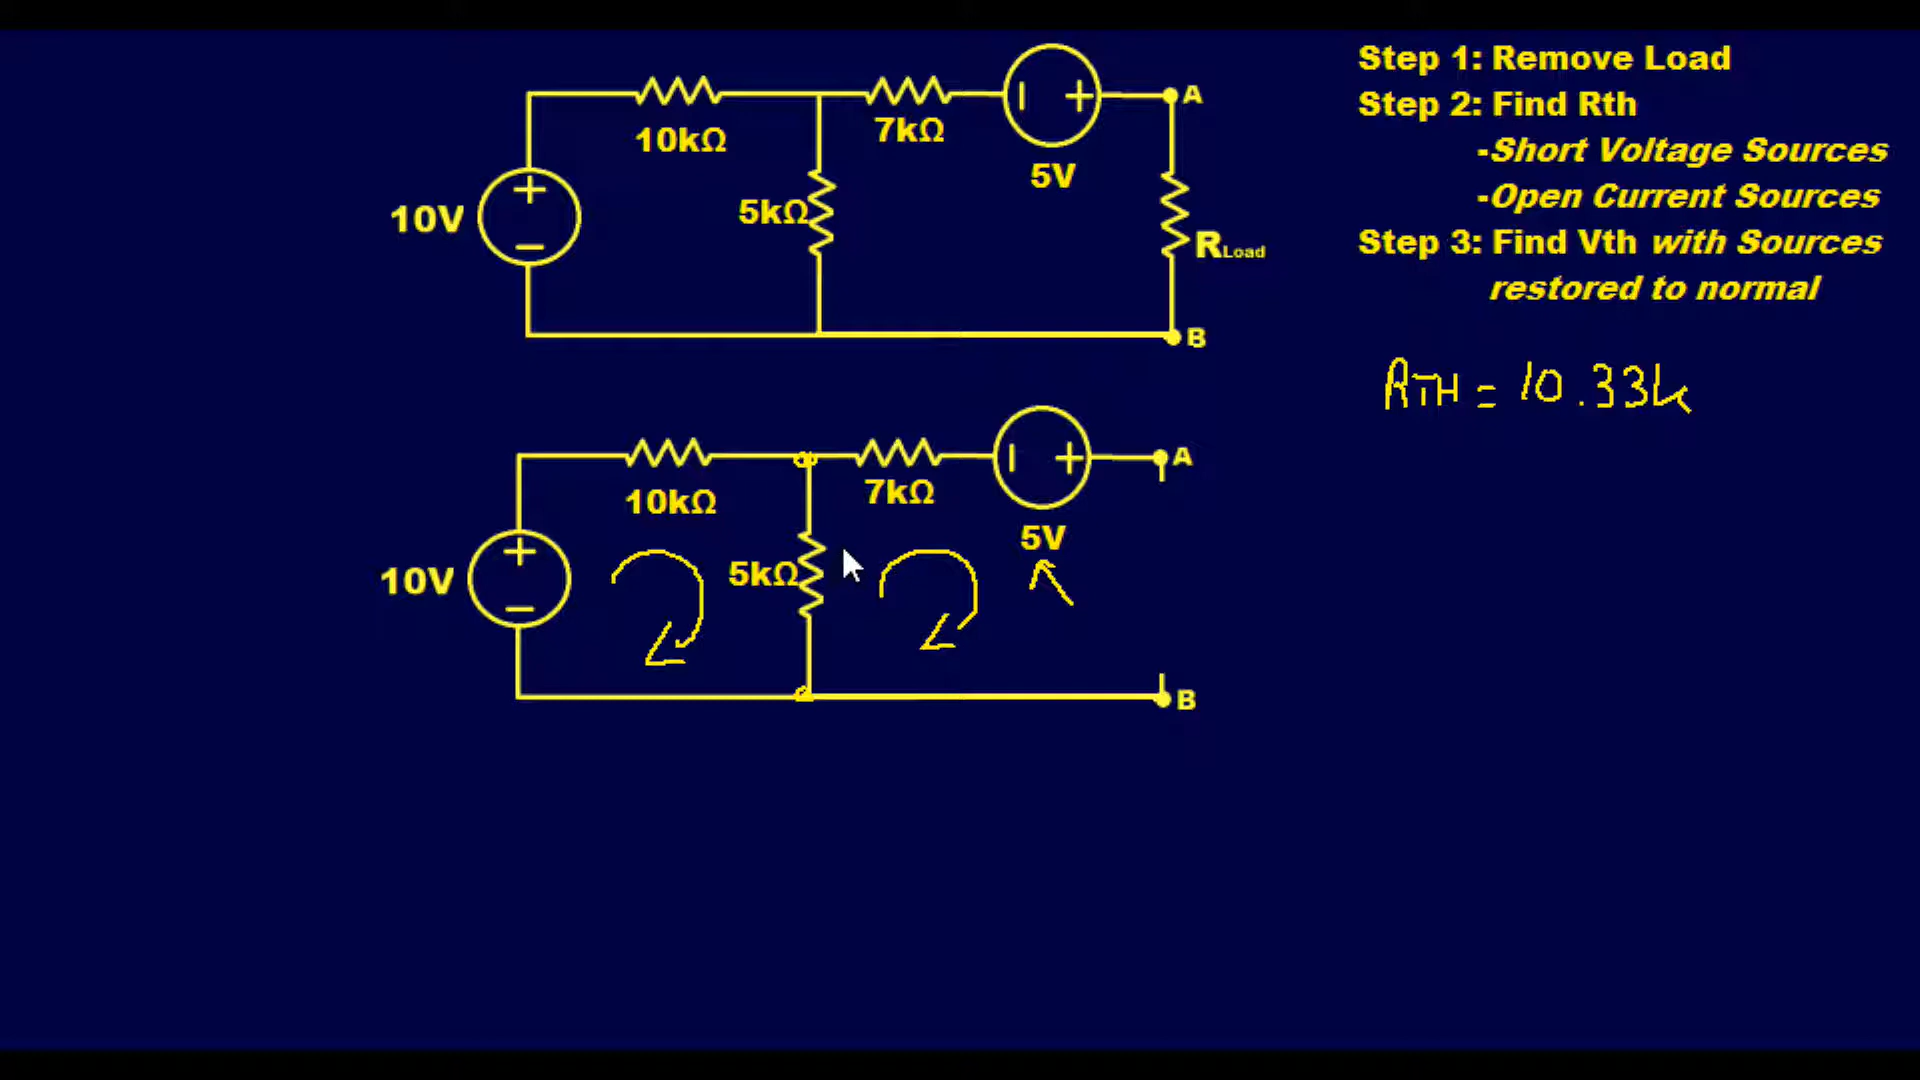 Step 1: Remove Load
Step 2: Find Rth
-Short Voltage Sources
-Open Current Sources
Step 3: Find Vth with Sources
restored to normal
RTH = 10.33k
10kΩ
7kΩ
5V
A
10V
5kΩ
RLoad
B
10kΩ
7kΩ
5V
A
10V
5kΩ
B